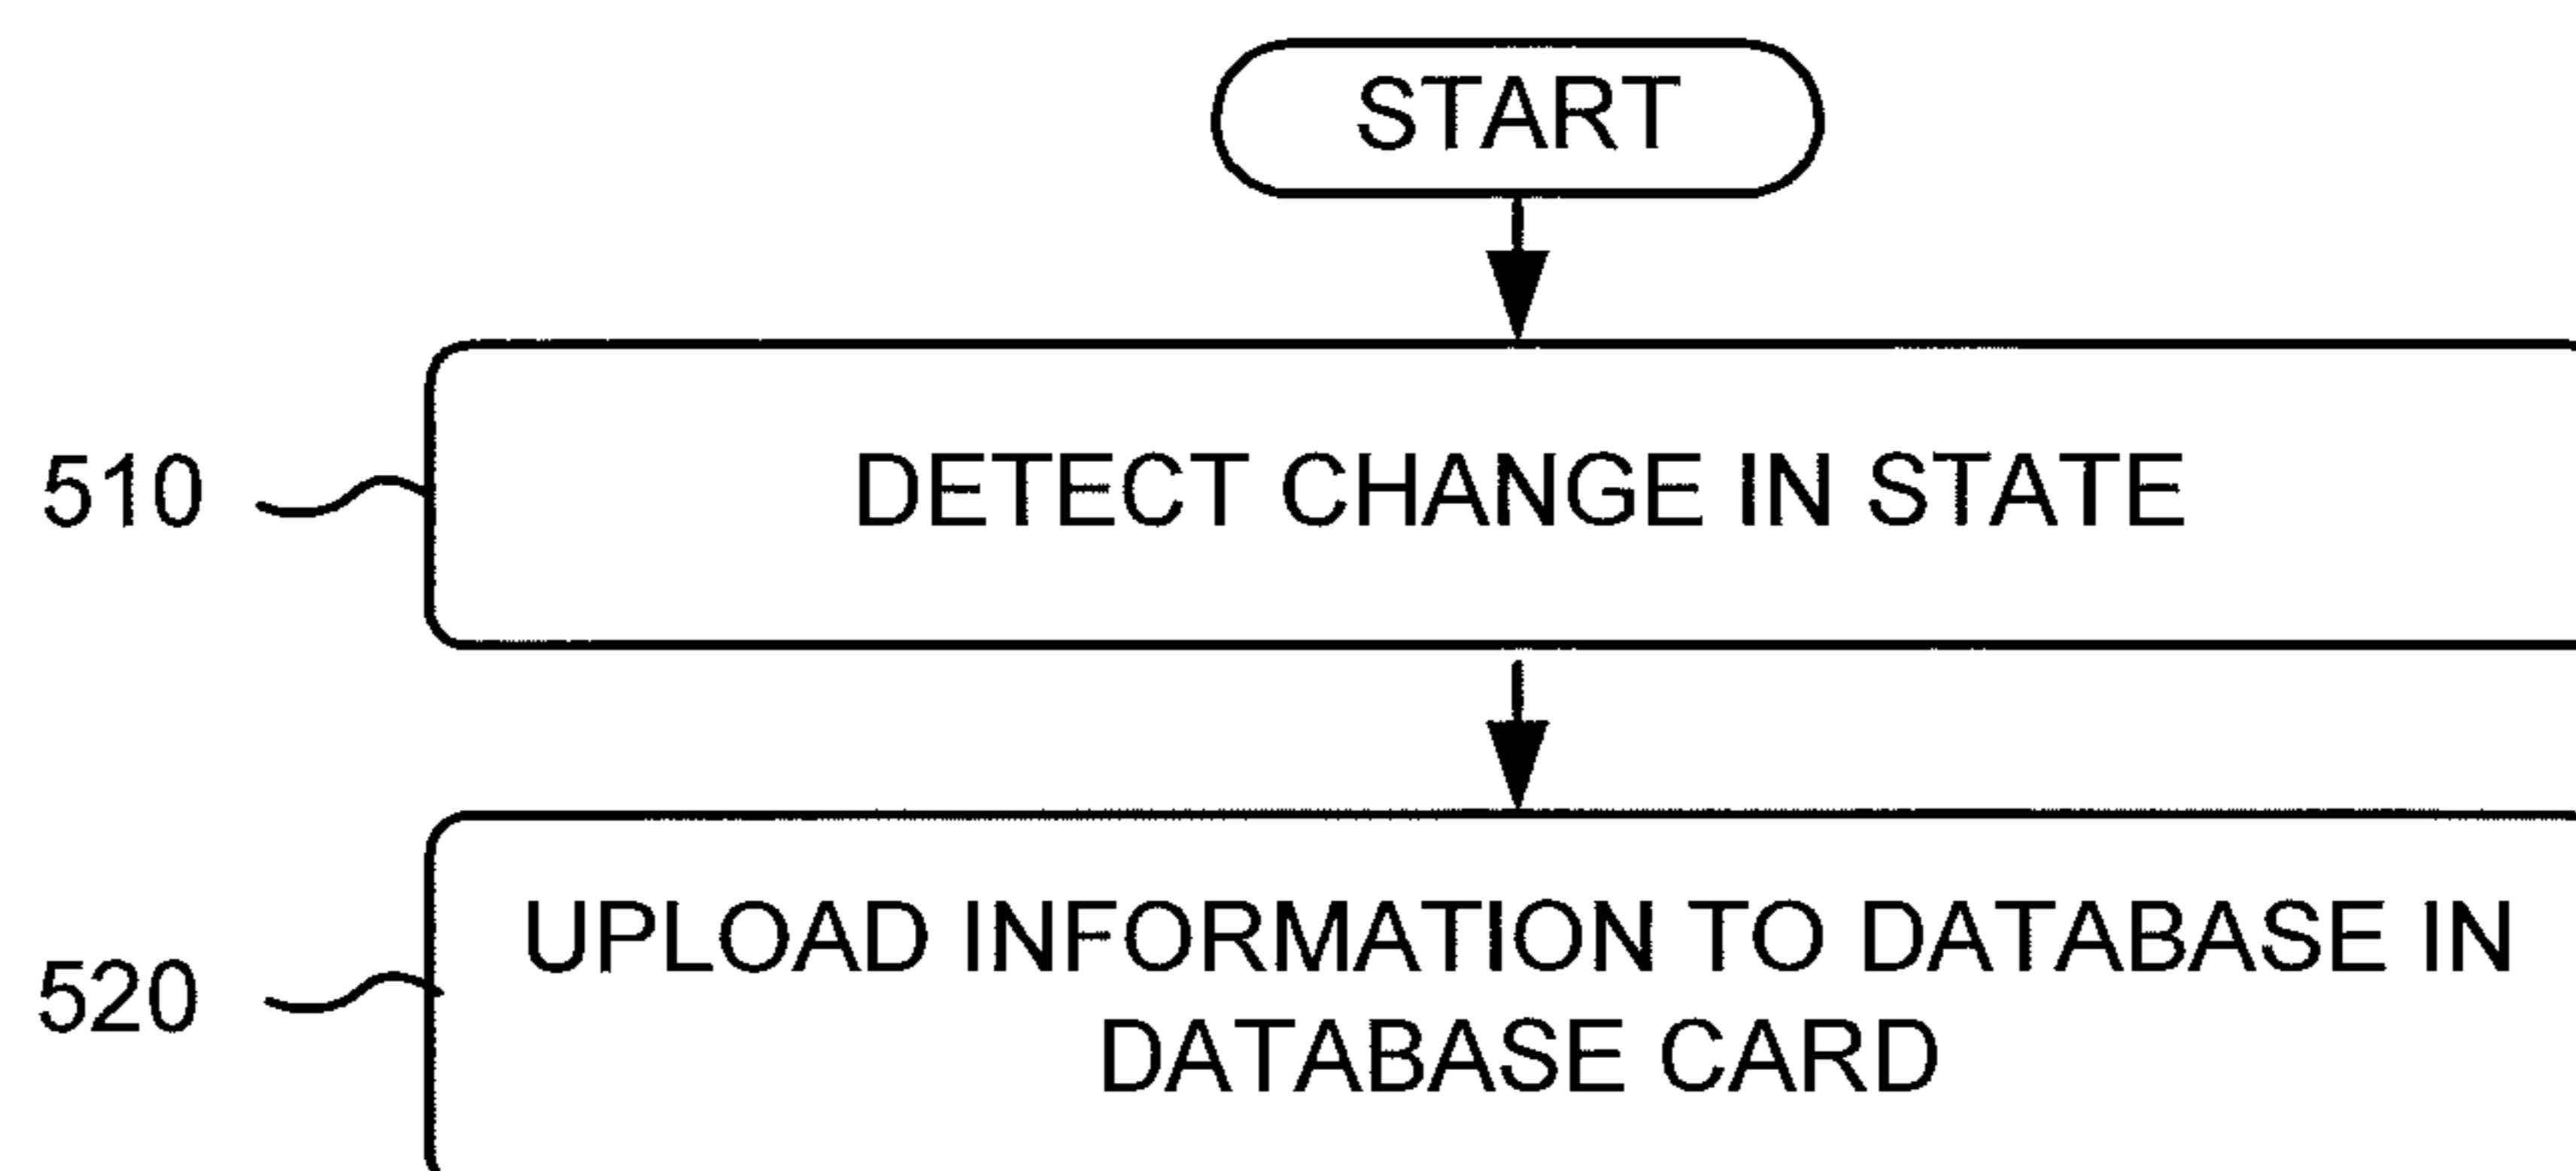 START
510
DETECT CHANGE IN STATE
UPLOAD INFORMATION TO DATABASE IN
520
DATABASE CARD